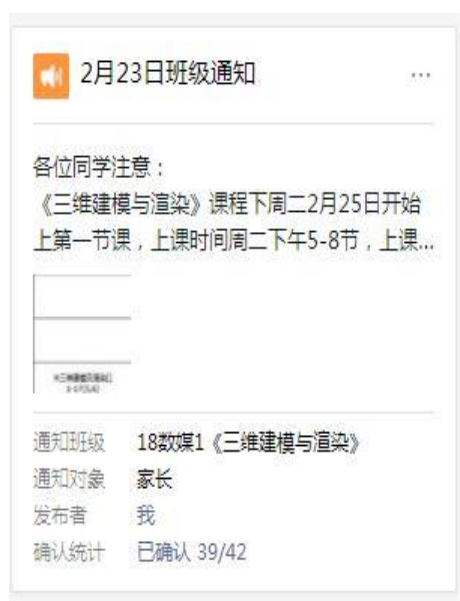 2月23日班级通知
...
各位同学注意：
《三维建模与渲染》课程下周二2月25日开始
上第一节课，上课时间周二下午5-8节，上课...
通知班级 18数媒1《三维建模与渲染》
通知对象 家长
发布者 我
确认统计 已确认 39/42